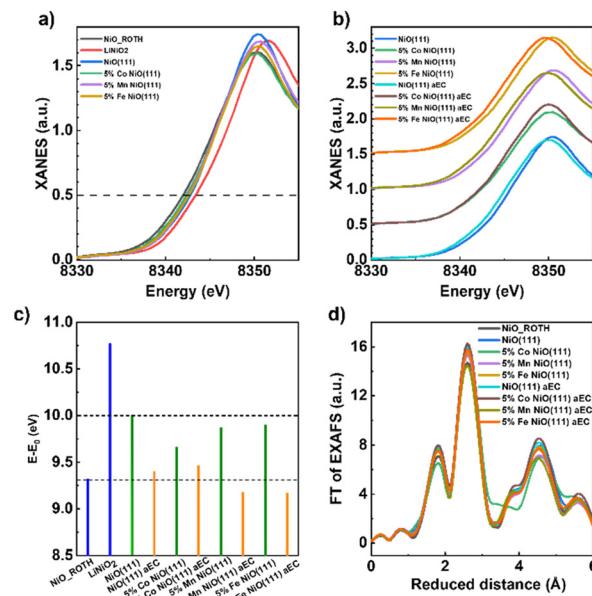 a)
NiO_ROTH
LiNiO2
NiO(111)
5% Co NiO(111)
5% Mn NiO(111)
5% Fe NiO(111)
XANES (a.u.)
1.5
1.0
0.5
0.0
8330
8340
8350
Energy (eV)
b)
NiO(111)
5% Co NiO(111)
5% Mn NiO(111)
5% Fe NiO(111)
NiO(111) aEC
5% Co NiO(111) aEC
5% Mn NiO(111) aEC
5% Fe NiO(111) aEC
XANES (a.u.)
3.0
2.5
2.0
1.5
1.0
0.5
0.0
8330
8340
8350
Energy (eV)
c)
E-E0 (eV)
11.0
10.5
10.0
9.5
9.0
8.5
NiO_ROTH
LiNiO2
NiO(111)
NiO(111) aEC
5% Co NiO(111)
Co NiO(111) aEC
5% Mn NiO(111)
Mn NiO(111) aEC
5% Fe NiO(111)
Fe NiO(111) aEC
d)
NiO_ROTH
NiO(111)
5% Co NiO(111)
5% Mn NiO(111)
5% Fe NiO(111)
NiO(111) aEC
5% Co NiO(111) aEC
5% Mn NiO(111) aEC
5% Fe NiO(111) aEC
FT of EXAFS (a.u.)
16
12
8
4
0
0
2
4
6
Reduced distance (Å)